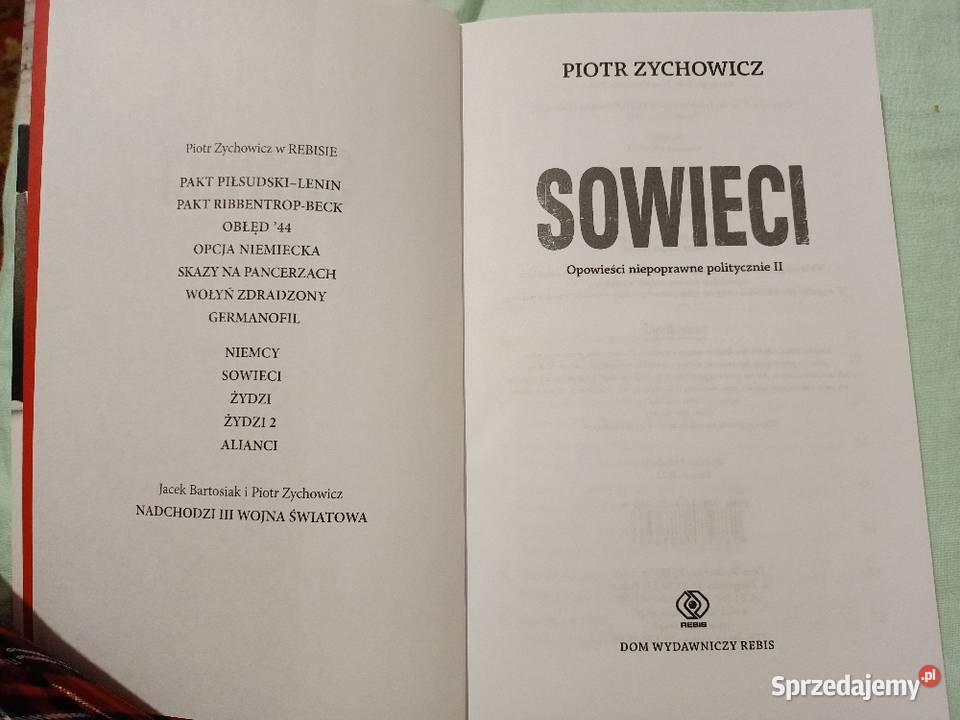 Piotr Zychowicz w REBISIE
PAKT PIŁSUDSKI–LENIN
PAKT RIBBENTROP-BECK
OBŁĘD ’44
OPCJA NIEMIECKA
SKAZY NA PANCERZACH
WOŁYŃ ZDRADZONY
GERMANOFIL
NIEMCY
SOWIECI
ŻYDZI
ŻYDZI 2
ALIANCI
Jacek Bartosiak i Piotr Zychowicz
NADCHODZI III WOJNA ŚWIATOWA
PIOTR ZYCHOWICZ
SOWIECI
Opowieści niepoprawne politycznie II
REBIS
DOM WYDAWNICZY REBIS
Sprzedajemy.pl